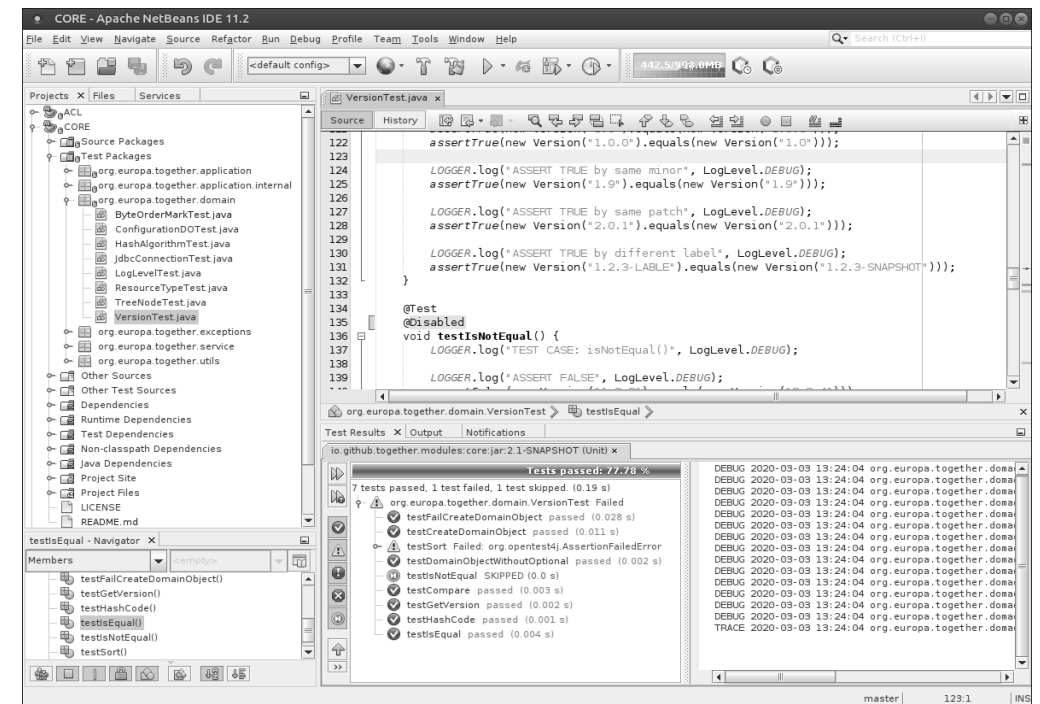 CORE - Apache NetBeans IDE 11.2
File Edit View Navigate Source Refactor Run Debug Profile Team Tools Window Help
Search (Ctrl+I)
<default config>
442.5/998.0MB
Projects Files Services
ACL
CORE
Source Packages
Test Packages
org.europa.together.application
org.europa.together.application.internal
org.europa.together.domain
ByteOrderMarkTest.java
ConfigurationDOTest.java
HashAlgorithmTest.java
JdbcConnectionTest.java
LogLevelTest.java
ResourceTypeTest.java
TreeNodeTest.java
VersionTest.java
org.europa.together.exceptions
org.europa.together.service
org.europa.together.utils
Other Sources
Other Test Sources
Dependencies
Runtime Dependencies
Test Dependencies
Non-classpath Dependencies
Java Dependencies
Project Site
Project Files
LICENSE
README.md
testIsEqual - Navigator
Members
<empty>
testFailCreateDomainObject()
testGetVersion()
testHashCode()
testIsEqual()
testIsNotEqual()
testSort()
VersionTest.java
Source History
122 assertTrue(new Version("1.0.0").equals(new Version("1.0")));
123
124 LOGGER.log("ASSERT TRUE by same minor", LogLevel.DEBUG);
125 assertTrue(new Version("1.9").equals(new Version("1.9")));
126
127 LOGGER.log("ASSERT TRUE by same patch", LogLevel.DEBUG);
128 assertTrue(new Version("2.0.1").equals(new Version("2.0.1")));
129
130 LOGGER.log("ASSERT TRUE by different label", LogLevel.DEBUG);
131 assertTrue(new Version("1.2.3-LABLE").equals(new Version("1.2.3-SNAPSHOT")));
132 }
133
134 @Test
135 @Disabled
136 void testIsNotEqual() {
137 LOGGER.log("TEST CASE: isNotEqual()", LogLevel.DEBUG);
138
139 LOGGER.log("ASSERT FALSE", LogLevel.DEBUG);
org.europa.together.domain.VersionTest testIsEqual
Test Results Output Notifications
io.github.together.modules:core:jar:2.1-SNAPSHOT (Unit)
Tests passed: 77.78 %
7 tests passed, 1 test failed, 1 test skipped. (0.19 s)
org.europa.together.domain.VersionTest Failed
testFailCreateDomainObject passed (0.028 s)
testCreateDomainObject passed (0.011 s)
testSort Failed: org.opentest4j.AssertionFailedError
testDomainObjectWithoutOptional passed (0.002 s)
testIsNotEqual SKIPPED (0.0 s)
testCompare passed (0.003 s)
testGetVersion passed (0.002 s)
testHashCode passed (0.001 s)
testIsEqual passed (0.004 s)
DEBUG 2020-03-03 13:24:04 org.europa.together.doma
DEBUG 2020-03-03 13:24:04 org.europa.together.doma
DEBUG 2020-03-03 13:24:04 org.europa.together.doma
DEBUG 2020-03-03 13:24:04 org.europa.together.doma
DEBUG 2020-03-03 13:24:04 org.europa.together.doma
DEBUG 2020-03-03 13:24:04 org.europa.together.doma
DEBUG 2020-03-03 13:24:04 org.europa.together.doma
DEBUG 2020-03-03 13:24:04 org.europa.together.doma
DEBUG 2020-03-03 13:24:04 org.europa.together.doma
DEBUG 2020-03-03 13:24:04 org.europa.together.doma
DEBUG 2020-03-03 13:24:04 org.europa.together.doma
DEBUG 2020-03-03 13:24:04 org.europa.together.doma
DEBUG 2020-03-03 13:24:04 org.europa.together.doma
TRACE 2020-03-03 13:24:04 org.europa.together.doma
master 123:1 INS